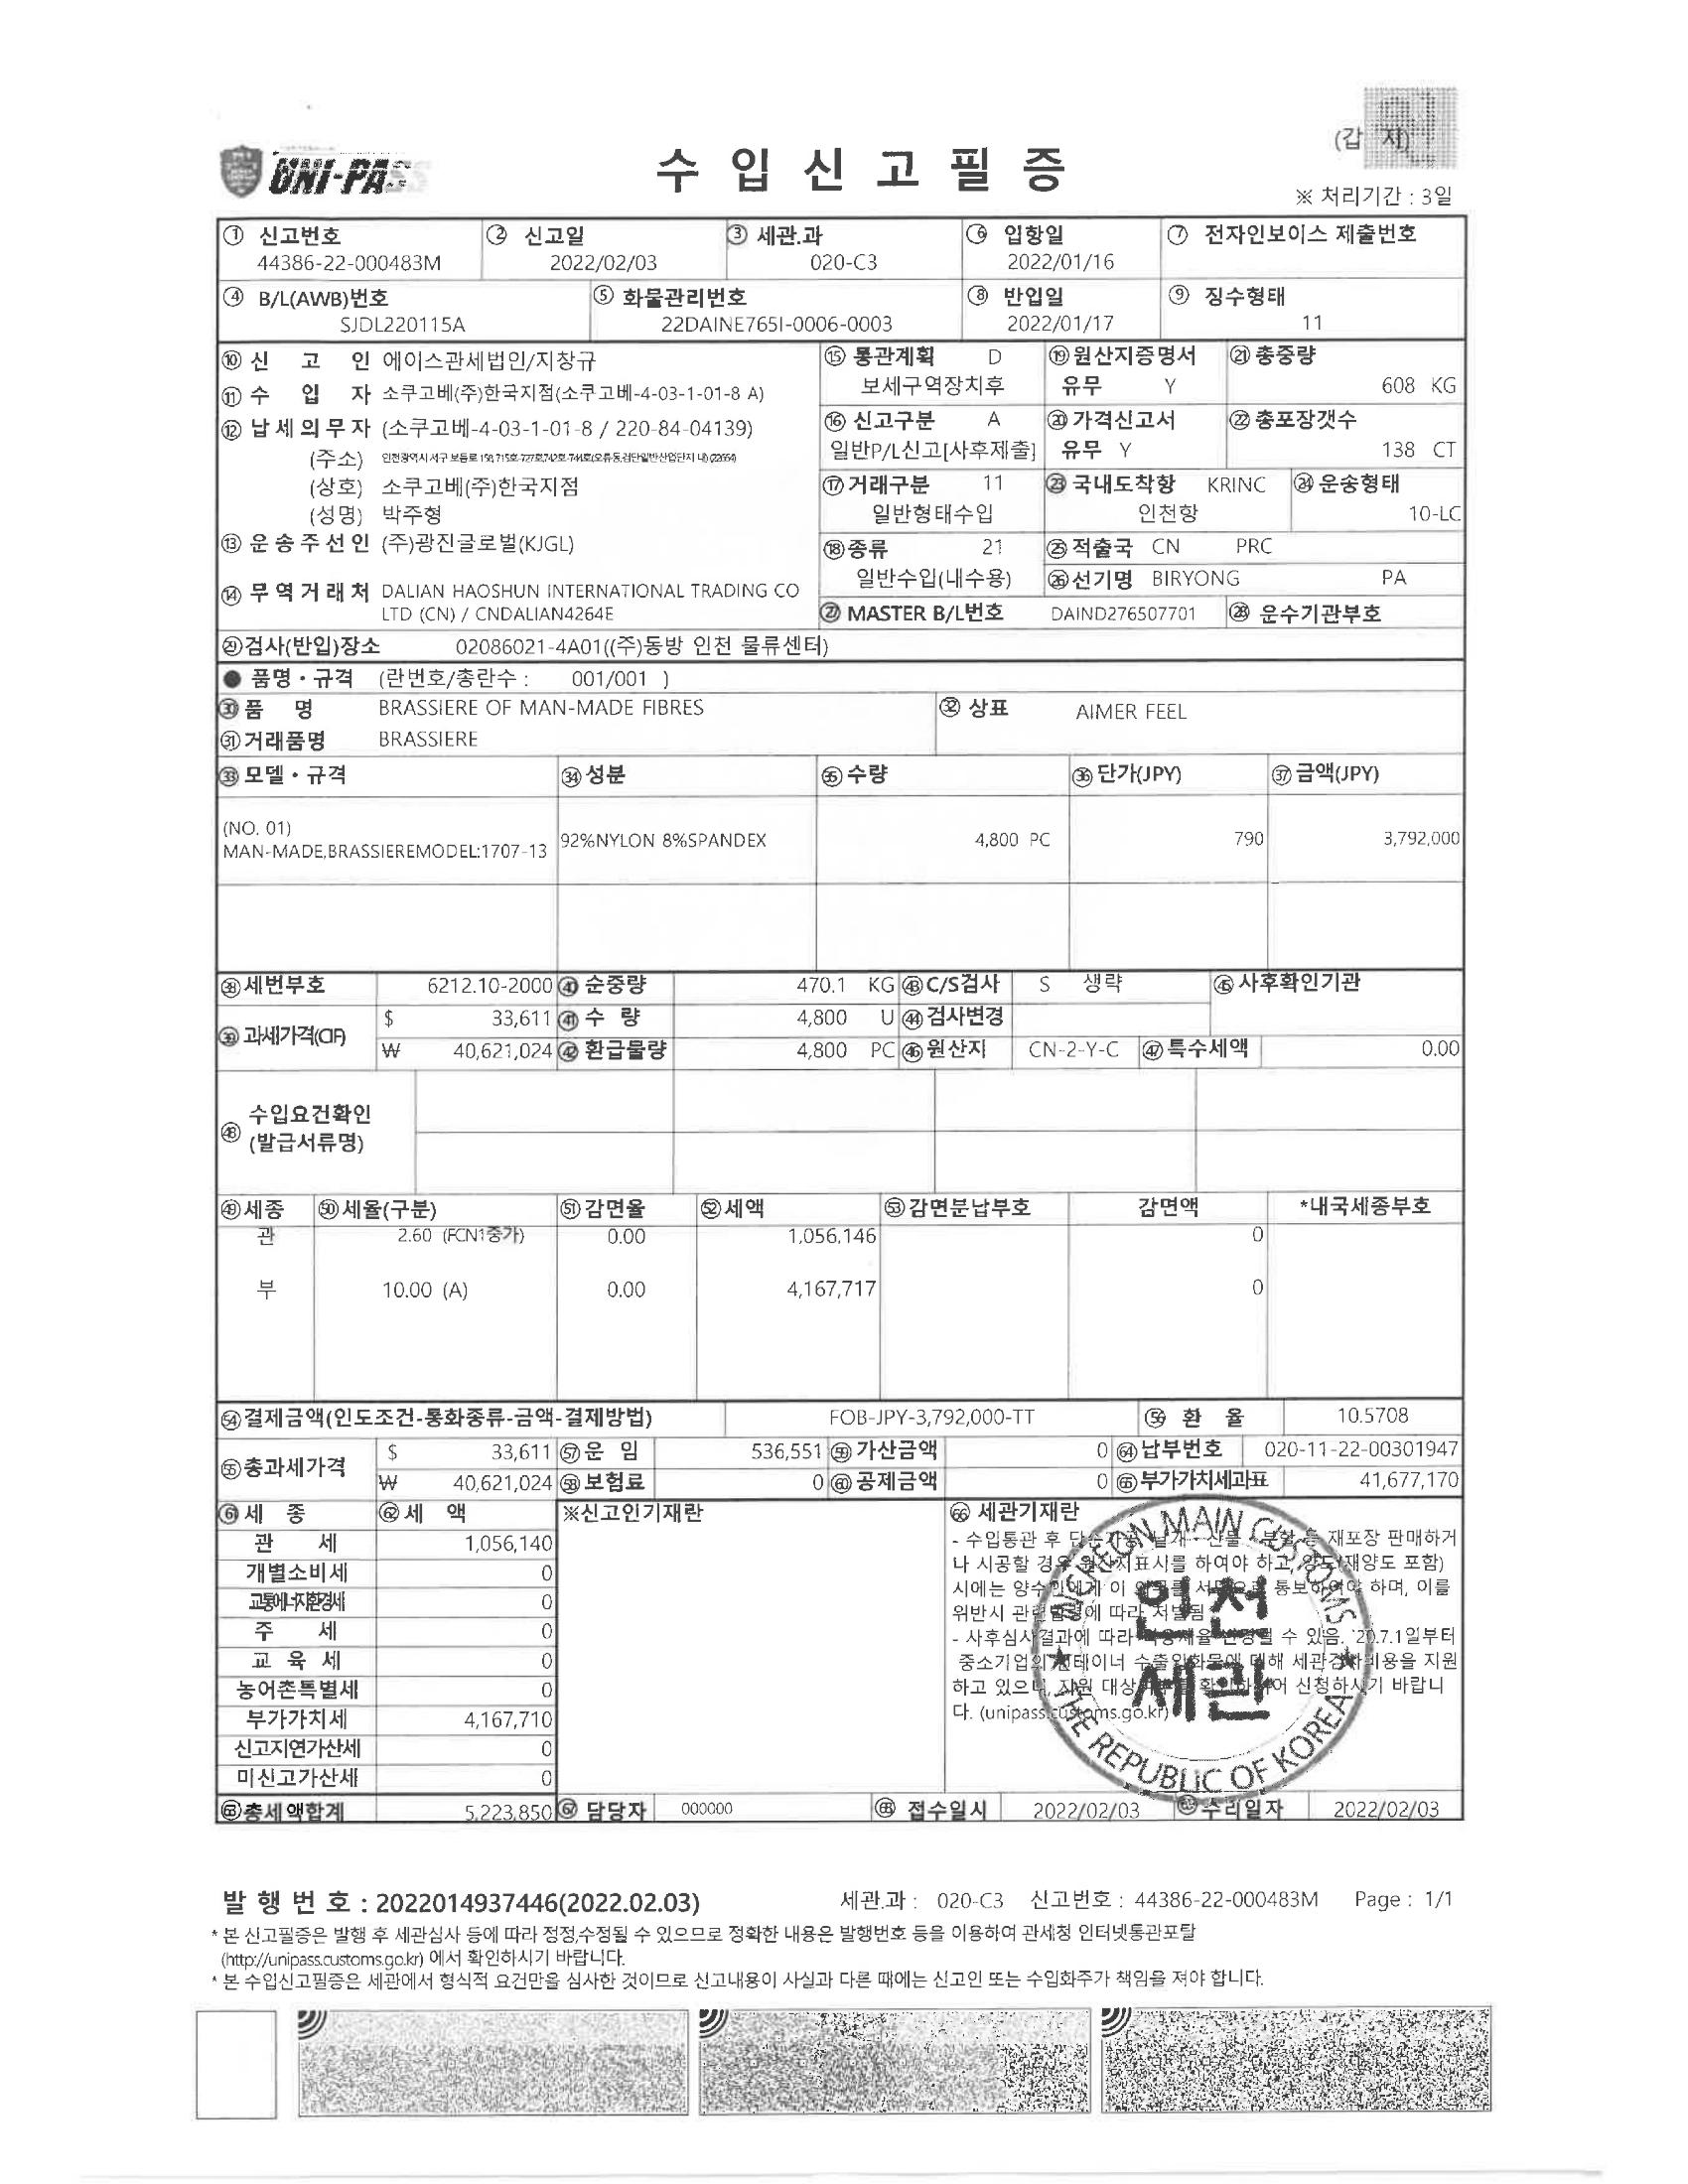 UNI-PASS
수 입 신 고 필 증
(갑 지)
※ 처리기간 : 3일
① 신고번호 ② 신고일 ③ 세관.과 ⑥ 입항일 ⑦ 전자인보이스 제출번호
44386-22-000483M 2022/02/03 020-C3 2022/01/16
④ B/L(AWB)번호 ⑤ 화물관리번호 ⑧ 반입일 ⑨ 징수형태
SJDL220115A 22DAINE765I-0006-0003 2022/01/17 11
⑩ 신 고 인 에이스관세법인/지창규
⑪ 수 입 자 소쿠고베(주)한국지점(소쿠고베-4-03-1-01-8 A)
⑫ 납세의무자 (소쿠고베-4-03-1-01-8 / 220-84-04139)
(주소) 인천광역시 서구 보듬로 158,
(상호) 소쿠고베(주)한국지점
(성명) 박주형
⑬ 운송주선인 (주)광진글로벌(KJGL)
⑭ 무역거래처 DALIAN HAOSHUN INTERNATIONAL TRADING CO
LTD (CN) / CNDALIAN4264E
⑮ 통관계획 D ⑲ 원산지증명서 ㉑ 총중량
보세구역장치후 유무 Y 608 KG
⑯ 신고구분 A ⑳ 가격신고서 ㉒ 총포장갯수
일반P/L신고[사후제출] 유무 Y 138 CT
⑰ 거래구분 11 ㉓ 국내도착항 KRINC ㉔ 운송형태
일반형태수입 인천항 10-LC
⑱ 종류 21 ㉕ 적출국 CN PRC
일반수입(내수용) ㉖ 선기명 BIRYONG PA
㉗ MASTER B/L번호 DAIND276507701 ㉘ 운수기관부호
㉙ 검사(반입)장소 02086021-4A01((주)동방 인천 물류센터)
● 품명・규격 (란번호/총란수 : 001/001 )
㉚ 품 명 BRASSIERE OF MAN-MADE FIBRES ㉜ 상표 AIMER FEEL
㉛ 거래품명 BRASSIERE
㉝ 모델・규격 ㉞ 성분 ㉟ 수량 ㊱ 단가(JPY) ㊲ 금액(JPY)
(NO. 01)
MAN-MADE,BRASSIEREMODEL:1707-13 92%NYLON 8%SPANDEX 4,800 PC 790 3,792,000
㊳ 세번부호 6212.10-2000 ㊵ 순중량 470.1 KG ㊸ C/S검사 S 생략 ㊺ 사후확인기관
㊴ 과세가격(CIF) $ 33,611 ㊶ 수 량 4,800 U ㊹ 검사변경
₩ 40,621,024 ㊷ 환급물량 4,800 PC ㊻ 원산지 CN-2-Y-C ㊼ 특수세액 0.00
㊽ 수입요건확인
(발급서류명)
㊾ 세종 ㊿ 세율(구분) 51 감면율 52 세액 53 감면분납부호 감면액 *내국세종부호
관 2.60 (FCN1중가) 0.00 1,056,146 0
부 10.00 (A) 0.00 4,167,717 0
54 결제금액(인도조건-통화종류-금액-결제방법) FOB-JPY-3,792,000-TT 56 환 율 10.5708
55 총과세가격 $ 33,611 57 운 임 536,551 59 가산금액 0 64 납부번호 020-11-22-00301947
₩ 40,621,024 58 보험료 0 60 공제금액 0 65 부가가치세과표 41,677,170
61 세 종 62 세 액 ※신고인기재란 66 세관기재란
관 세 1,056,140
개별소비세 0
교통에너지환경세 0
주 세 0
교 육 세 0
농어촌특별세 0
부가가치세 4,167,710
신고지연가산세 0
미신고가산세 0
- 수입통관 후 단순가공, 낱개 · 산물 · 분할 등 재포장 판매하거
나 시공할 경우 원산지표시를 하여야 하고, 양도(재양도 포함)
시에는 양수인에게 이 의무를 서면으로 통보하여야 하며, 이를
위반시 관련법령에 따라 처벌됨
- 사후심사결과에 따라 적용세율 변경될 수 있음. '20.7.1일부터
중소기업의 컨테이너 수출입화물에 대해 세관검사비용을 지원
하고 있으니, 지원 대상 확인하여 신청하시기 바랍니
다. (unipass.customs.go.kr)
INCHEON MAIN CUSTOMS
인천
세관
THE REPUBLIC OF KOREA
63 총세액합계 5,223,850 67 담당자 000000 68 접수일시 2022/02/03 69 수리일자 2022/02/03
발 행 번 호 : 2022014937446(2022.02.03) 세관.과 : 020-C3 신고번호 : 44386-22-000483M Page : 1/1
* 본 신고필증은 발행 후 세관심사 등에 따라 정정,수정될 수 있으므로 정확한 내용은 발행번호 등을 이용하여 관세청 인터넷통관포탈
(http://unipass.customs.go.kr) 에서 확인하시기 바랍니다.
* 본 수입신고필증은 세관에서 형식적 요건만을 심사한 것이므로 신고내용이 사실과 다른 때에는 신고인 또는 수입화주가 책임을 져야 합니다.